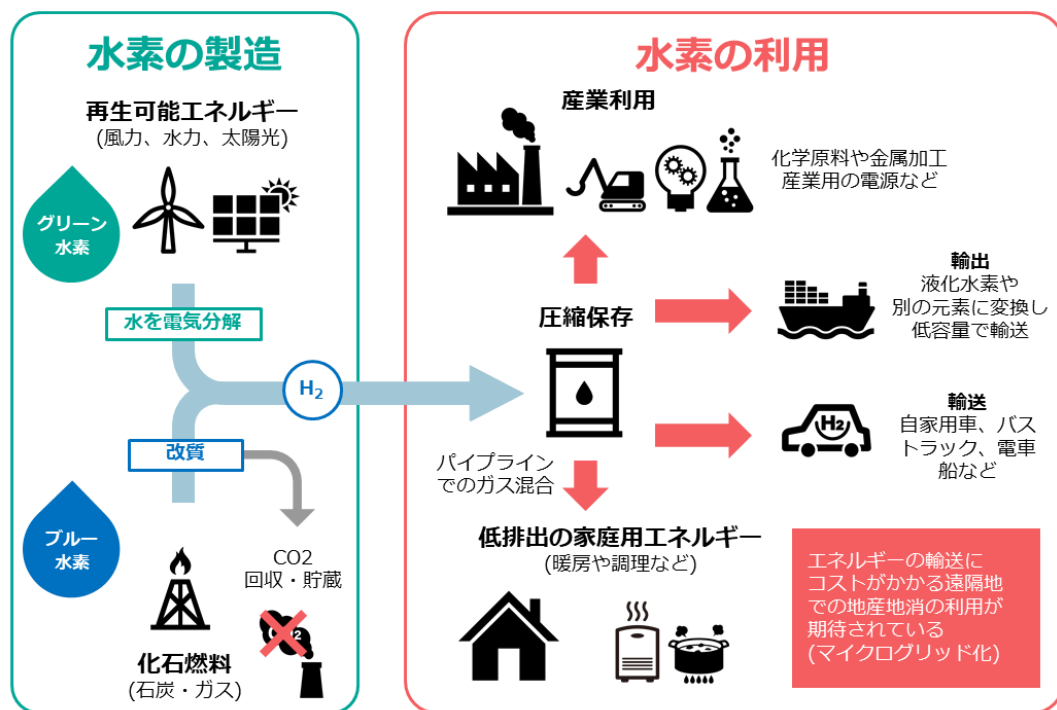 水素の製造
再生可能エネルギー
(風力、水力、太陽光)
グリーン
水素
水を電気分解
H₂
改質
ブルー
水素
CO2
回収・貯蔵
CO2
化石燃料
(石炭・ガス)
水素の利用
産業利用
化学原料や金属加工
産業用の電源など
圧縮保存
輸出
液化水素や
別の元素に変換し
低容量で輸送
輸送
自家用車、バス
トラック、電車
船など
H₂
パイプライン
でのガス混合
低排出の家庭用エネルギー
(暖房や調理など)
エネルギーの輸送に
コストがかかる遠隔地
での地産地消の利用が
期待されている
(マイクログリッド化)